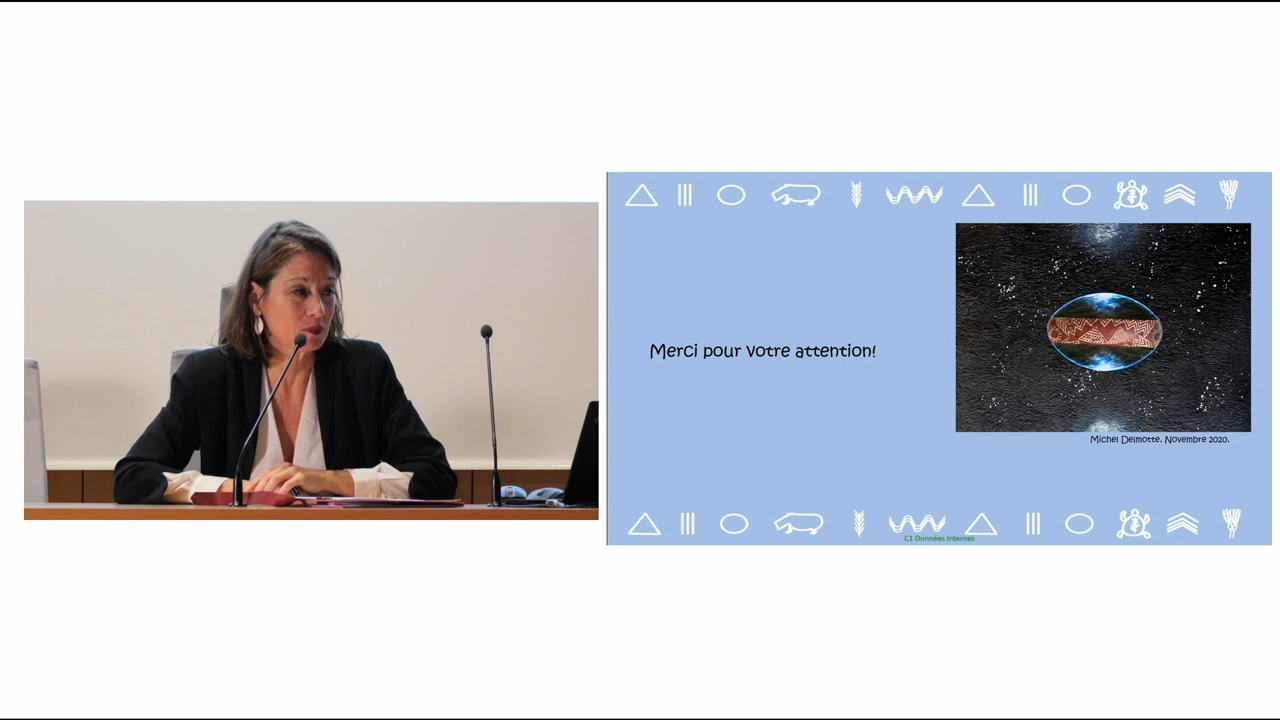 Merci pour votre attention!
Michel Delmotte. Novembre 2020.
C1 Données Internes